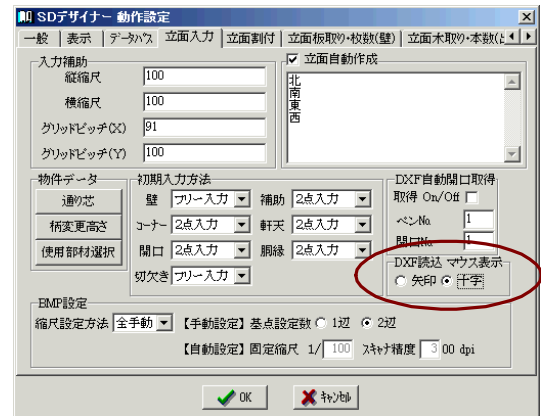 SDデザイナー 動作設定
一般 表示 データパス 立面入力 立面割付 立面板取り・枚数(壁) 立面木取り・本数(
入力補助
縦縮尺 100
横縮尺 100
グリッドピッチ(X) 91
グリッドピッチ(Y) 100
立面自動作成
北
南
東
西
物件データ
通り芯
柄変更高さ
使用部材選択
初期入力方法
壁 フリー入力 補助 2点入力
コーナー 2点入力 軒天 2点入力
開口 2点入力 胴縁 2点入力
切欠き フリー入力
DXF自動開口取得
取得 On/Off
ペンNo. 1
開口No. 1
DXF読込 マウス表示
矢印 十字
BMP設定
縮尺設定方法 全手動 【手動設定】基点設定数 1辺 2辺
【自動設定】固定縮尺 1/ 100 スキャナ精度 3 00 dpi
OK キャンセル